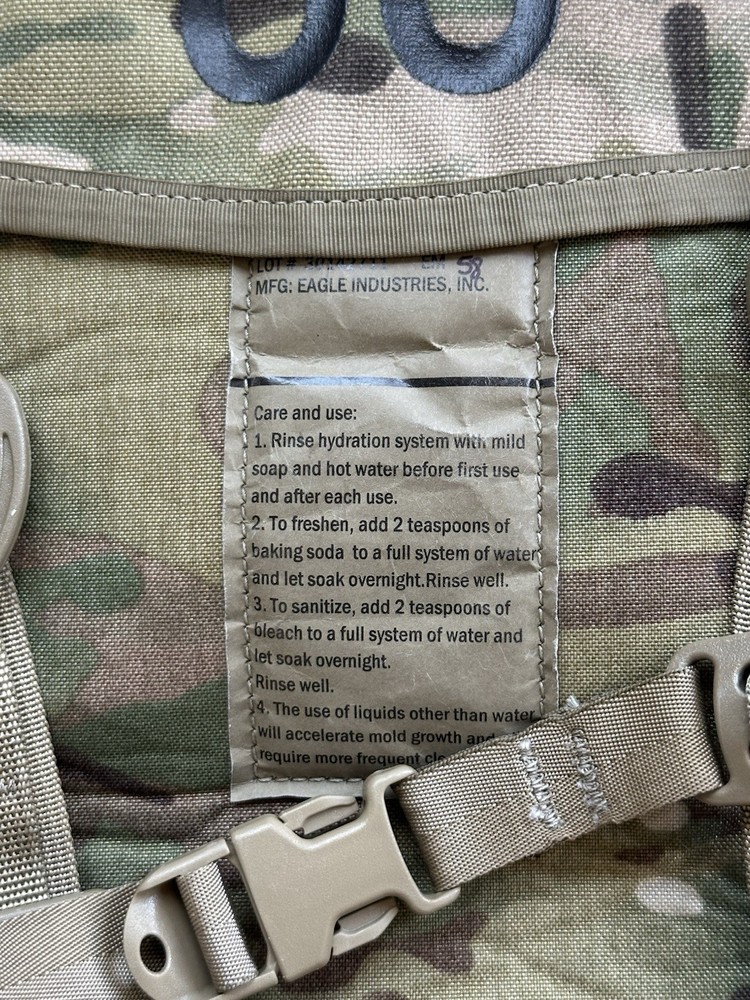 LOT # EM 58
MFG: EAGLE INDUSTRIES, INC.
Care and use:
1. Rinse hydration system with mild
soap and hot water before first use
and after each use.
2. To freshen, add 2 teaspoons of
baking soda to a full system of water
and let soak overnight.Rinse well.
3. To sanitize, add 2 teaspoons of
bleach to a full system of water and
let soak overnight.
Rinse well.
4. The use of liquids other than water
will accelerate mold growth and
require more frequent